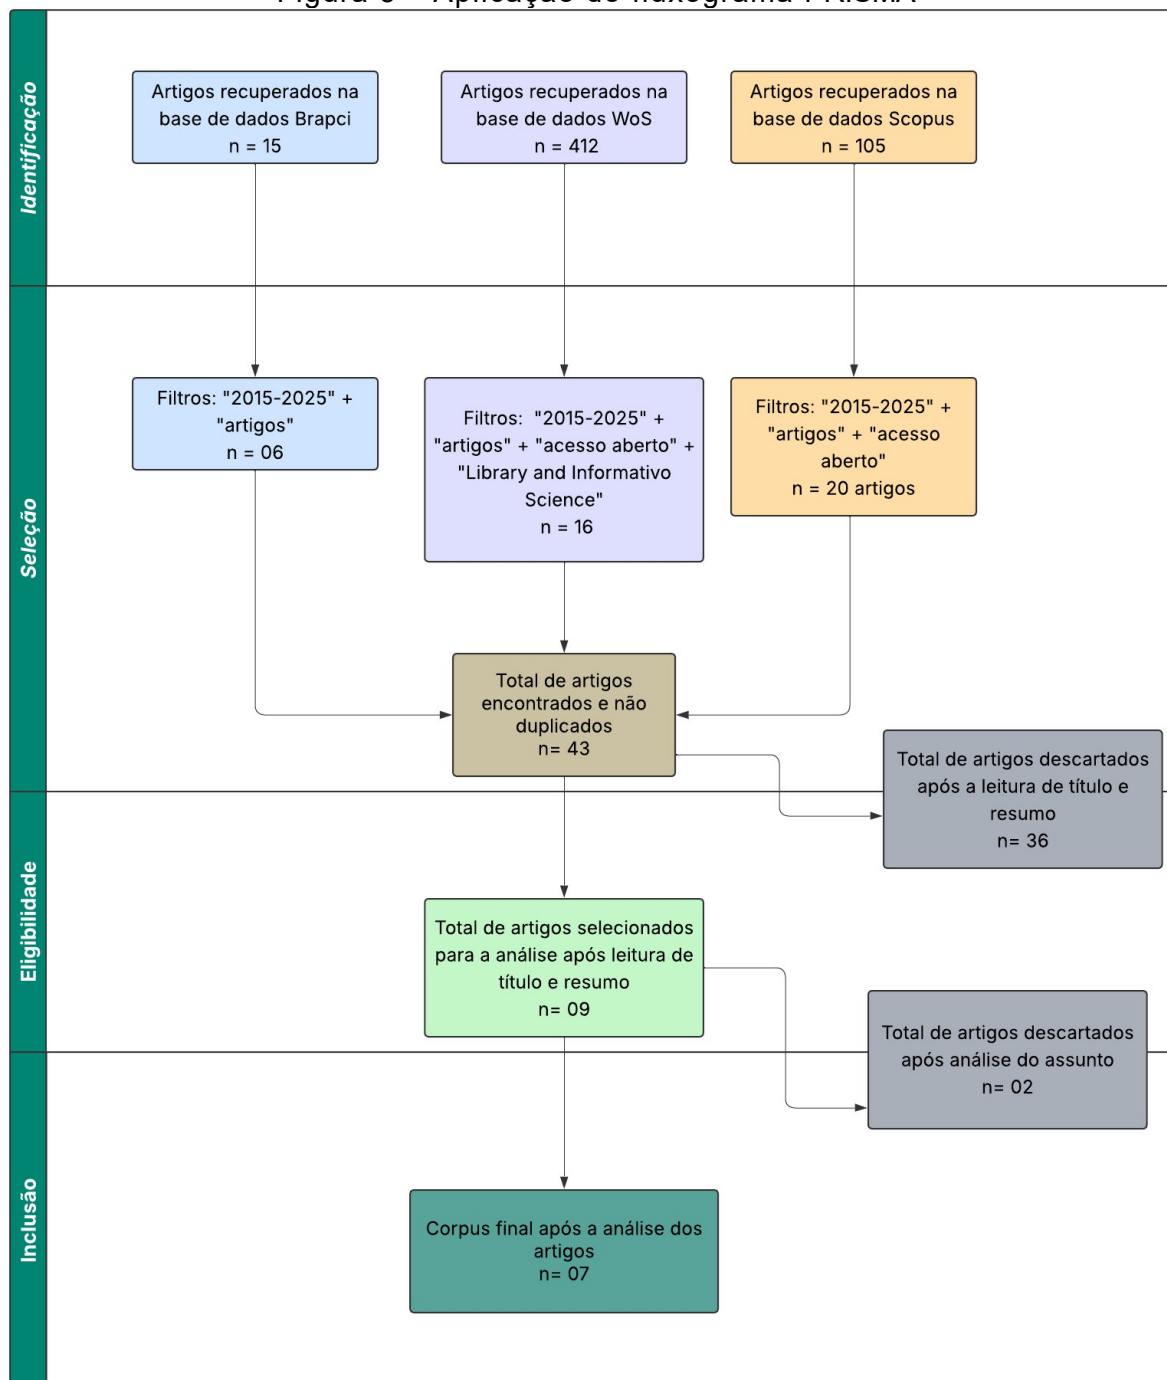 Identificação
Artigos recuperados na
base de dados Brapci
n = 15
Artigos recuperados na
base de dados WoS
n = 412
Artigos recuperados na
base de dados Scopus
n = 105
Seleção
Filtros: "2015-2025" +
"artigos"
n = 06
Filtros: "2015-2025" +
"artigos" + "acesso aberto" +
"Library and Informativo
Science"
n = 16
Filtros: "2015-2025" +
"artigos" + "acesso
aberto"
n = 20 artigos
Total de artigos
encontrados e não
duplicados
n= 43
Total de artigos descartados
após a leitura de título e
resumo
n= 36
Eligibilidade
Total de artigos selecionados
para a análise após leitura de
título e resumo
n= 09
Total de artigos descartados
após análise do assunto
n= 02
Inclusão
Corpus final após a análise dos
artigos
n= 07